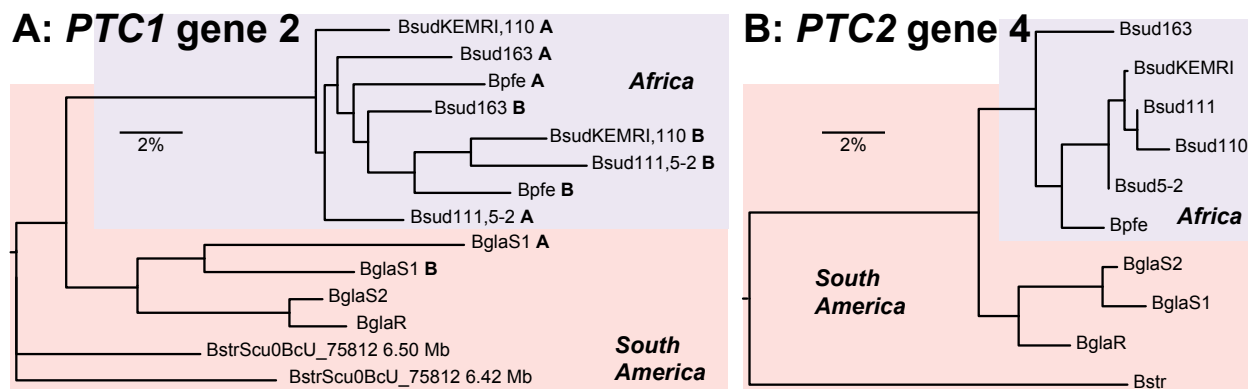 A: PTC1 gene 2
BsudKEMRI,110 A
Bsud163 A
Bpfe A
Africa
Bsud163 B
2%
BsudKEMRI,110 B
Bsud111,5-2 B
Bpfe B
Bsud111,5-2 A
BglaS1 A
BglaS1 B
BglaS2
BglaR
BstrScu0BcU_75812 6.50 Mb
BstrScu0BcU_75812 6.42 Mb
South
America
B: PTC2 gene 4
Bsud163
BsudKEMRI
Bsud111
2%
Bsud110
Bsud5-2
Africa
Bpfe
BglaS2
South
America
BglaS1
BglaR
Bstr